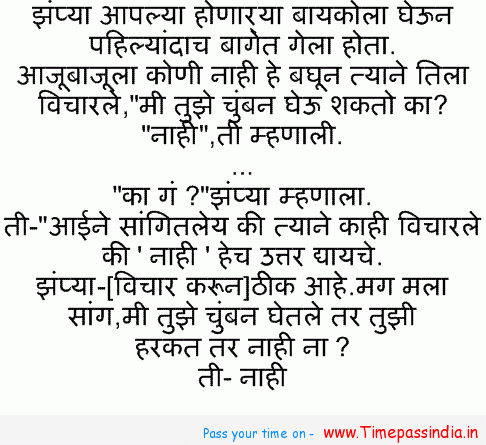 झंप्या आपल्या होणाऱ्या बायकोला घेऊन
पहिल्यांदाच बागेत गेला होता.
आजूबाजूला कोणी नाही हे बघून त्याने तिला
विचारले,"मी तुझे चुंबन घेऊ शकतो का?
"नाही",ती म्हणाली.
...
"का गं ?"झंप्या म्हणाला.
ती-"आईने सांगितलेय की त्याने काही विचारले
की ' नाही ' हेच उत्तर द्यायचे.
झंप्या-[विचार करून]ठीक आहे.मग मला
सांग,मी तुझे चुंबन घेतले तर तुझी
हरकत तर नाही ना ?
ती- नाही
Pass your time on - www.Timepassindia.in